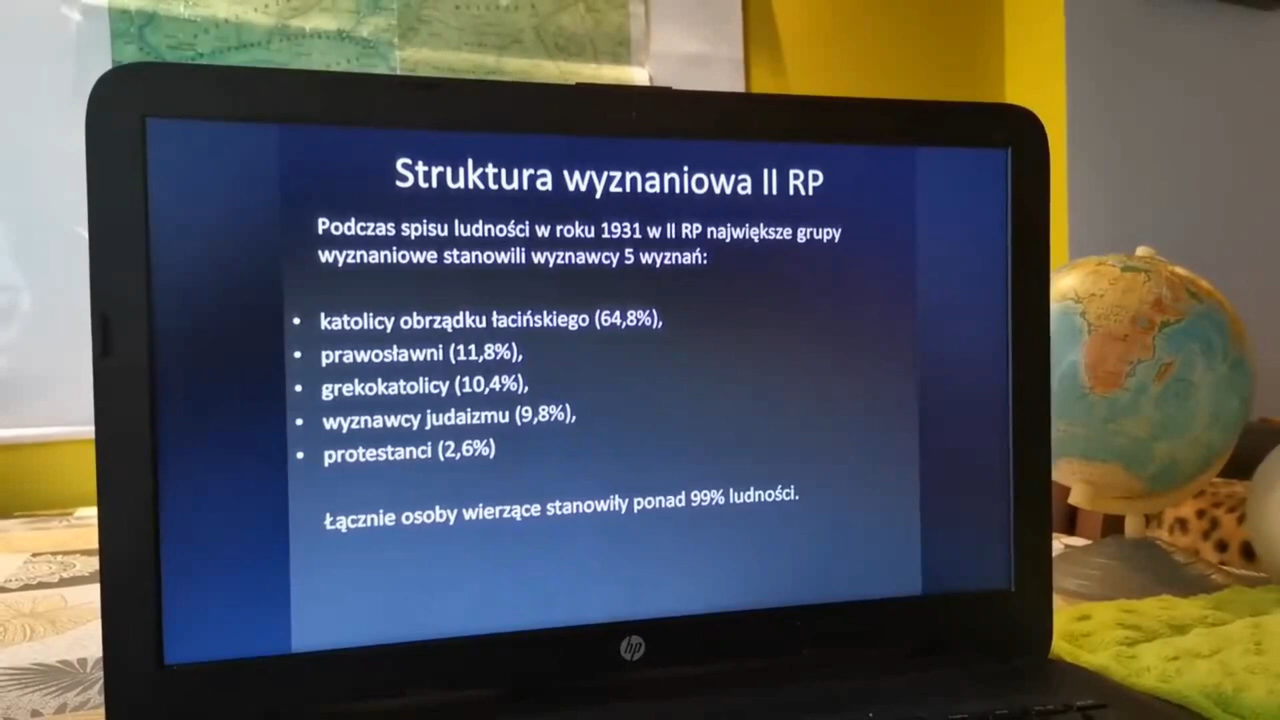 Struktura wyznaniowa II RP
Podczas spisu ludności w roku 1931 w II RP największe grupy
wyznaniowe stanowili wyznawcy 5 wyznań:
• katolicy obrządku łacińskiego (64,8%),
• prawosławni (11,8%),
• grekokatolicy (10,4%),
• wyznawcy judaizmu (9,8%),
• protestanci (2,6%)
Łącznie osoby wierzące stanowiły ponad 99% ludności.
hp